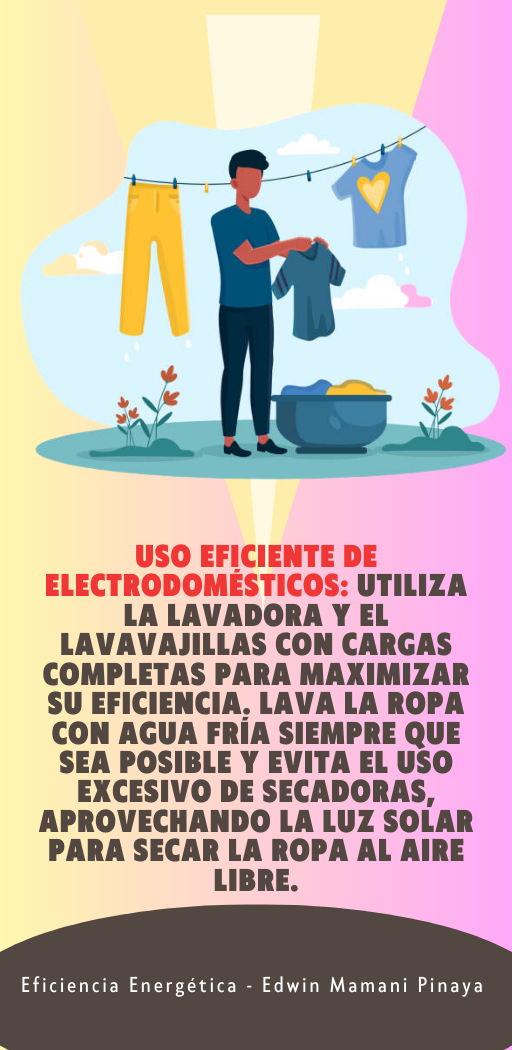 USO EFICIENTE DE
ELECTRODOMÉSTICOS: UTILIZA
LA LAVADORA Y EL
LAVAVAJILLAS CON CARGAS
COMPLETAS PARA MAXIMIZAR
SU EFICIENCIA. LAVA LA ROPA
CON AGUA FRÍA SIEMPRE QUE
SEA POSIBLE Y EVITA EL USO
EXCESIVO DE SECADORAS,
APROVECHANDO LA LUZ SOLAR
PARA SECAR LA ROPA AL AIRE
LIBRE.
Eficiencia Energética - Edwin Mamani Pinaya